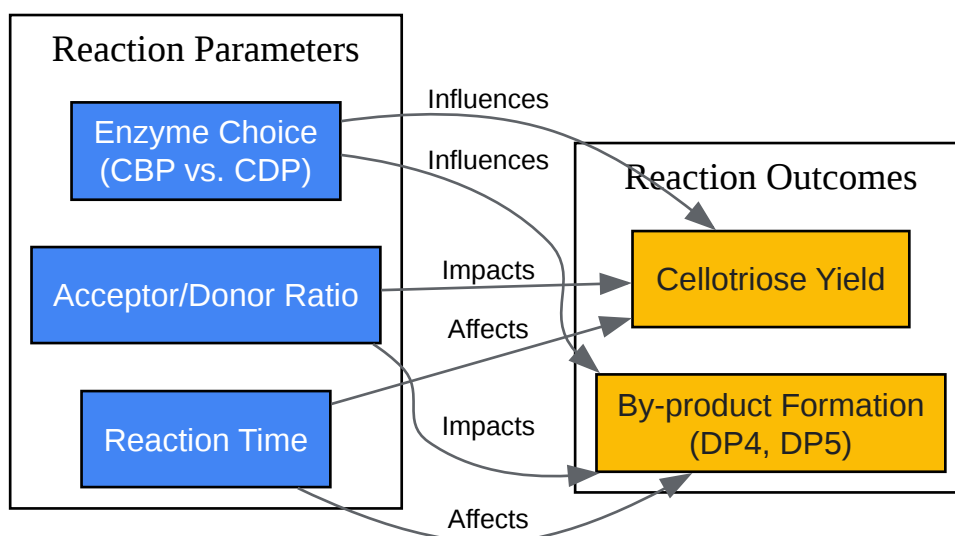 Reaction Parameters
Enzyme Choice
(CBP vs. CDP)
Acceptor/Donor Ratio
Reaction Time
Influences
Influences
Impacts
Affects
Impacts
Affects
Reaction Outcomes
Cellotriose Yield
By-product Formation
(DP4, DP5)